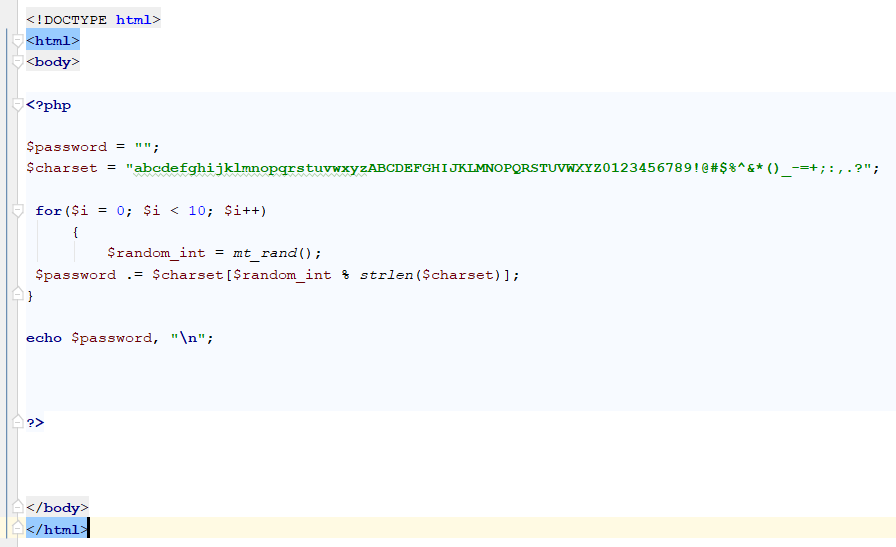 <!DOCTYPE html>
<html>
<body>
<?php
$password = "";
$charset = "abcdefghijklmnopqrstuvwxyzABCDEFGHIJKLMNOPQRSTUVWXYZ0123456789!@#$%^&*()_-=+;:,.?";
for($i = 0; $i < 10; $i++)
{
$random_int = mt_rand();
$password .= $charset[$random_int % strlen($charset)];
}
echo $password, "\n";
?>
</body>
</html>